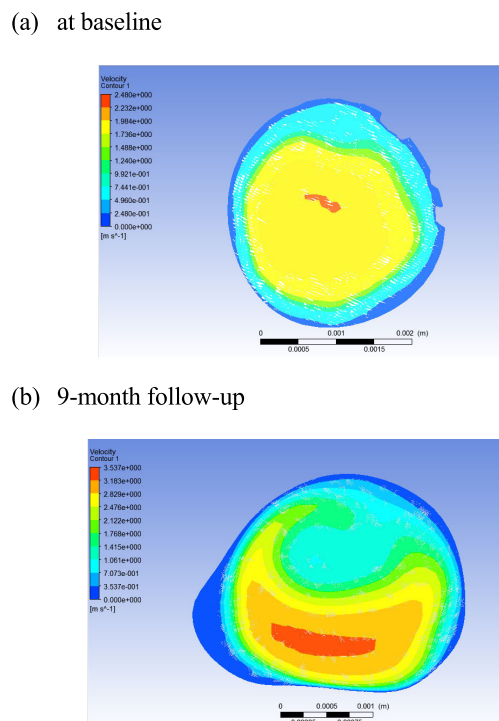 (a) at baseline
Velocity
Contour 1
2.480e+000
2.232e+000
1.984e+000
1.736e+000
1.488e+000
1.240e+000
9.921e-001
7.441e-001
4.960e-001
2.480e-001
0.000e+000
[m s^-1]
0 0.001 0.002 (m)
0.0005 0.0015
(b) 9-month follow-up
Velocity
Contour 1
3.537e+000
3.183e+000
2.829e+000
2.476e+000
2.122e+000
1.768e+000
1.415e+000
1.061e+000
7.073e-001
3.537e-001
0.000e+000
[m s^-1]
0 0.0005 0.001 (m)